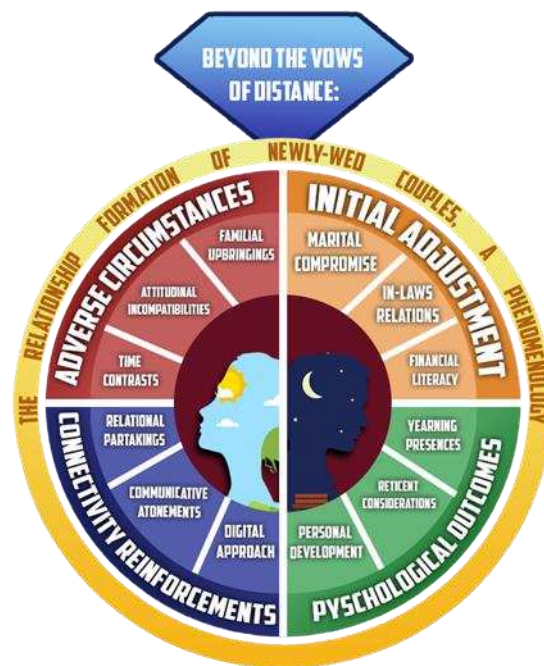 BEYOND THE VOWS
OF DISTANCE:
THE RELATIONSHIP FORMATION OF NEWLY-WED COUPLES, A PHENOMENOLOGY
ADVERSE CIRCUMSTANCES
FAMILIAL
UPBRINGINGS
ATTITUDINAL
INCOMPATIBILITIES
TIME
CONTRASTS
INITIAL ADJUSTMENT
MARITAL
COMPROMISE
IN-LAWS
RELATIONS
FINANCIAL
LITERACY
CONNECTIVITY REINFORCEMENTS
RELATIONAL
PARTAKINGS
COMMUNICATIVE
ATONEMENTS
DIGITAL
APPROACH
PYSCHOLOGICAL OUTCOMES
YEARNING
PRESENCES
RETICENT
CONSIDERATIONS
PERSONAL
DEVELOPMENT